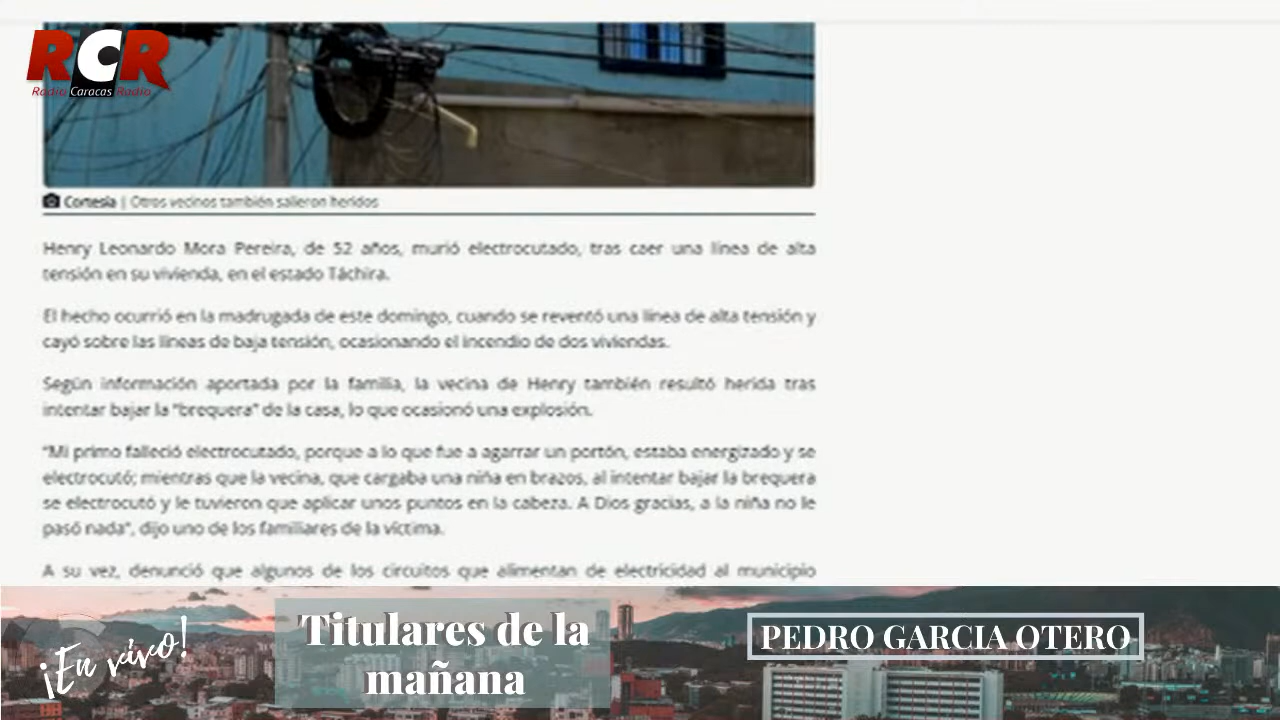 RCR
Radio Caracas Radio
Cortesía | Otros vecinos también salieron heridos
Henry Leonardo Mora Pereira, de 52 años, murió electrocutado, tras caer una línea de alta
tensión en su vivienda, en el estado Táchira.
El hecho ocurrió en la madrugada de este domingo, cuando se reventó una línea de alta tensión y
cayó sobre las líneas de baja tensión, ocasionando el incendio de dos viviendas.
Según información aportada por la familia, la vecina de Henry también resultó herida tras
intentar bajar la "brequera" de la casa, lo que ocasionó una explosión.
"Mi primo falleció electrocutado, porque a lo que fue a agarrar un portón, estaba energizado y se
electrocutó; mientras que la vecina, que cargaba una niña en brazos, al intentar bajar la brequera
se electrocutó y le tuvieron que aplicar unos puntos en la cabeza. A Dios gracias, a la niña no le
pasó nada", dijo uno de los familiares de la víctima.
A su vez, denunció que algunos de los circuitos que alimentan de electricidad al municipio
¡En vivo!
Titulares de la
mañana
PEDRO GARCIA OTERO